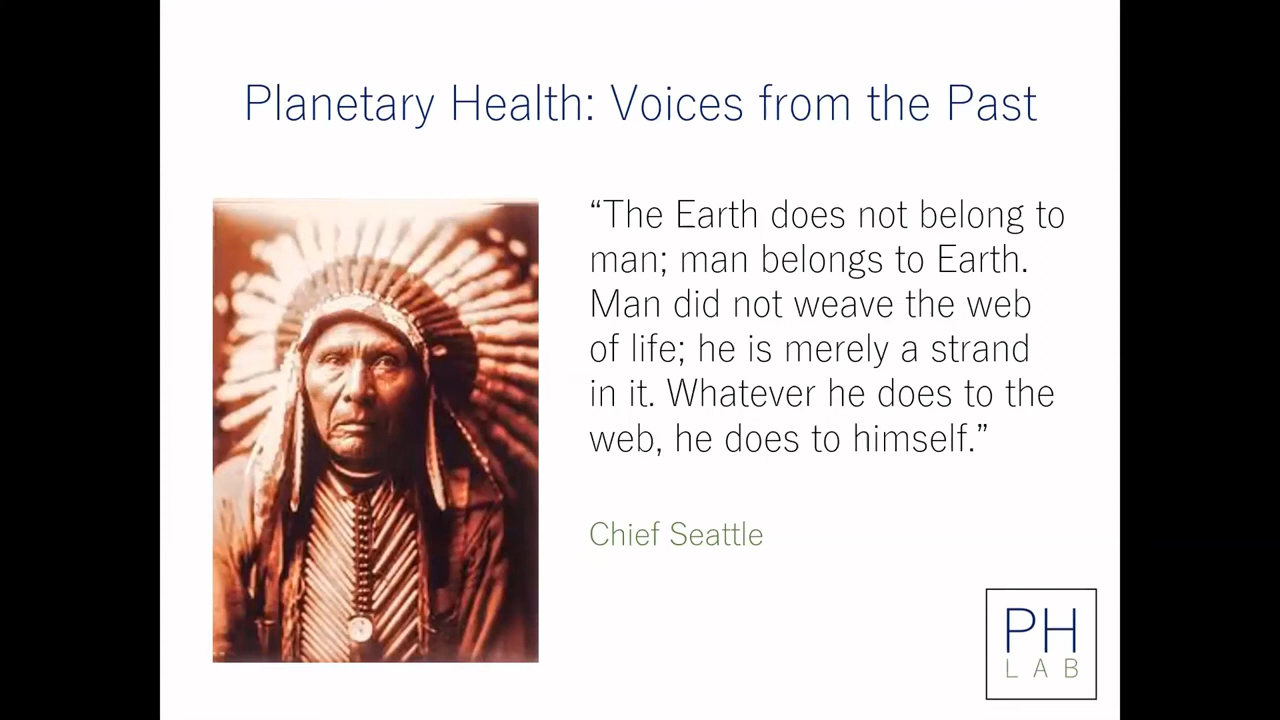 Planetary Health: Voices from the Past
“The Earth does not belong to
man; man belongs to Earth.
Man did not weave the web
of life; he is merely a strand
in it. Whatever he does to the
web, he does to himself.”
Chief Seattle
PH
LAB